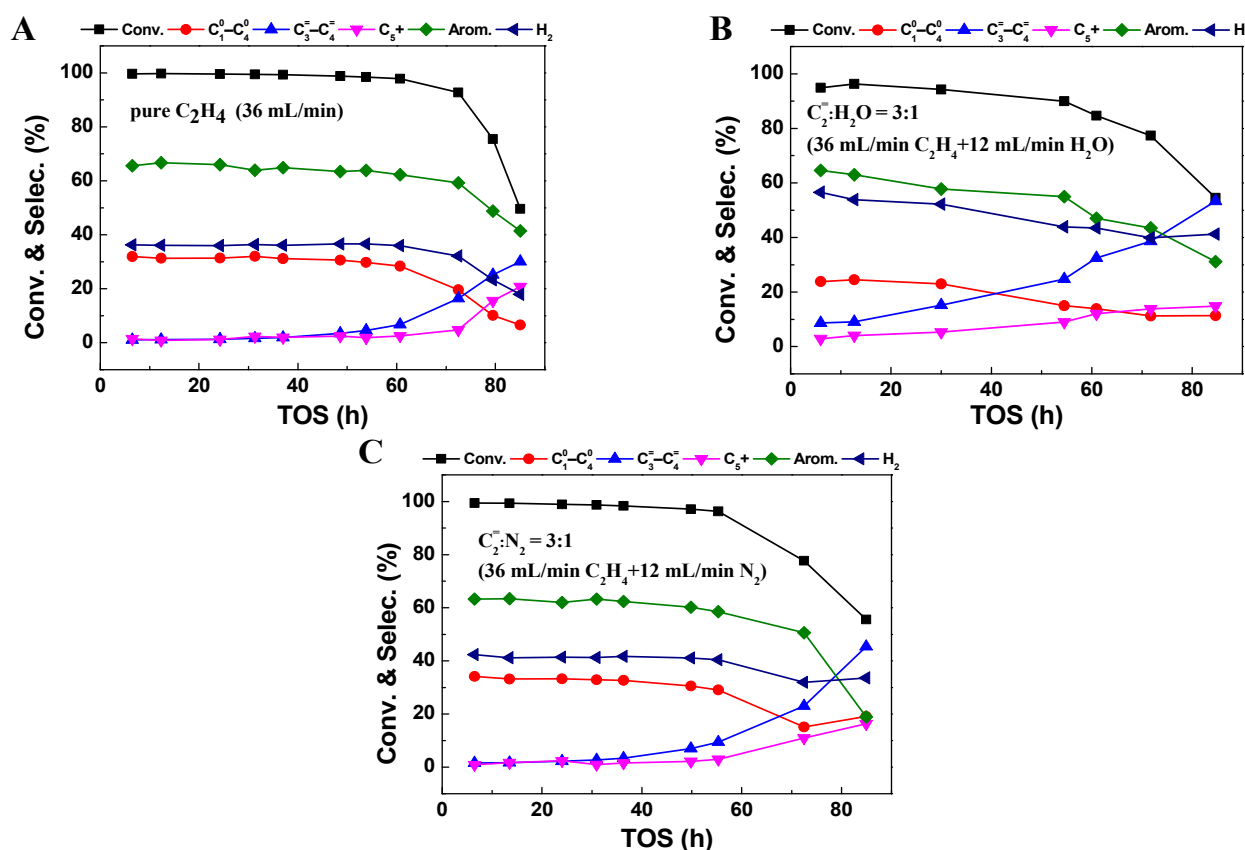 A
Conv. C₁⁰–C₄⁰ C₃⁼–C₄⁼ C₅+ Arom. H₂
pure C₂H₄ (36 mL/min)
Conv. & Selec. (%)
100
80
60
40
20
0
0 20 40 60 80
TOS (h)
B
Conv. C₁⁰–C₄⁰ C₃⁼–C₄⁼ C₅+ Arom. H
C₂⁼:H₂O = 3:1
(36 mL/min C₂H₄+12 mL/min H₂O)
Conv. & Selec. (%)
100
80
60
40
20
0
0 20 40 60 80
TOS (h)
C
Conv. C₁⁰–C₄⁰ C₃⁼–C₄⁼ C₅+ Arom. H₂
C₂⁼:N₂ = 3:1
(36 mL/min C₂H₄+12 mL/min N₂)
Conv. & Selec. (%)
100
80
60
40
20
0
0 20 40 60 80
TOS (h)